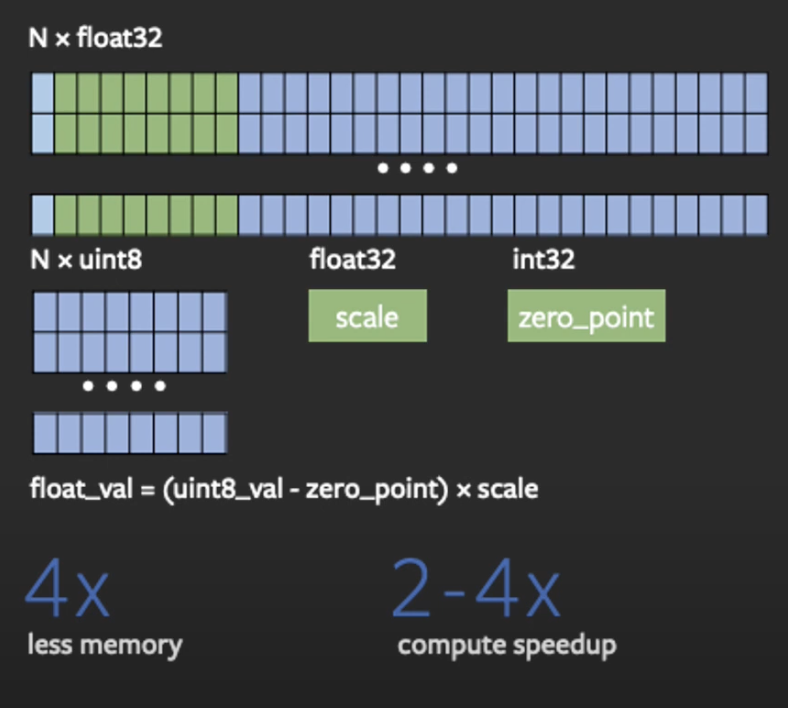 N × float32
N × uint8
float32
int32
scale
zero_point
float_val = (uint8_val - zero_point) × scale
4x
2-4x
less memory
compute speedup